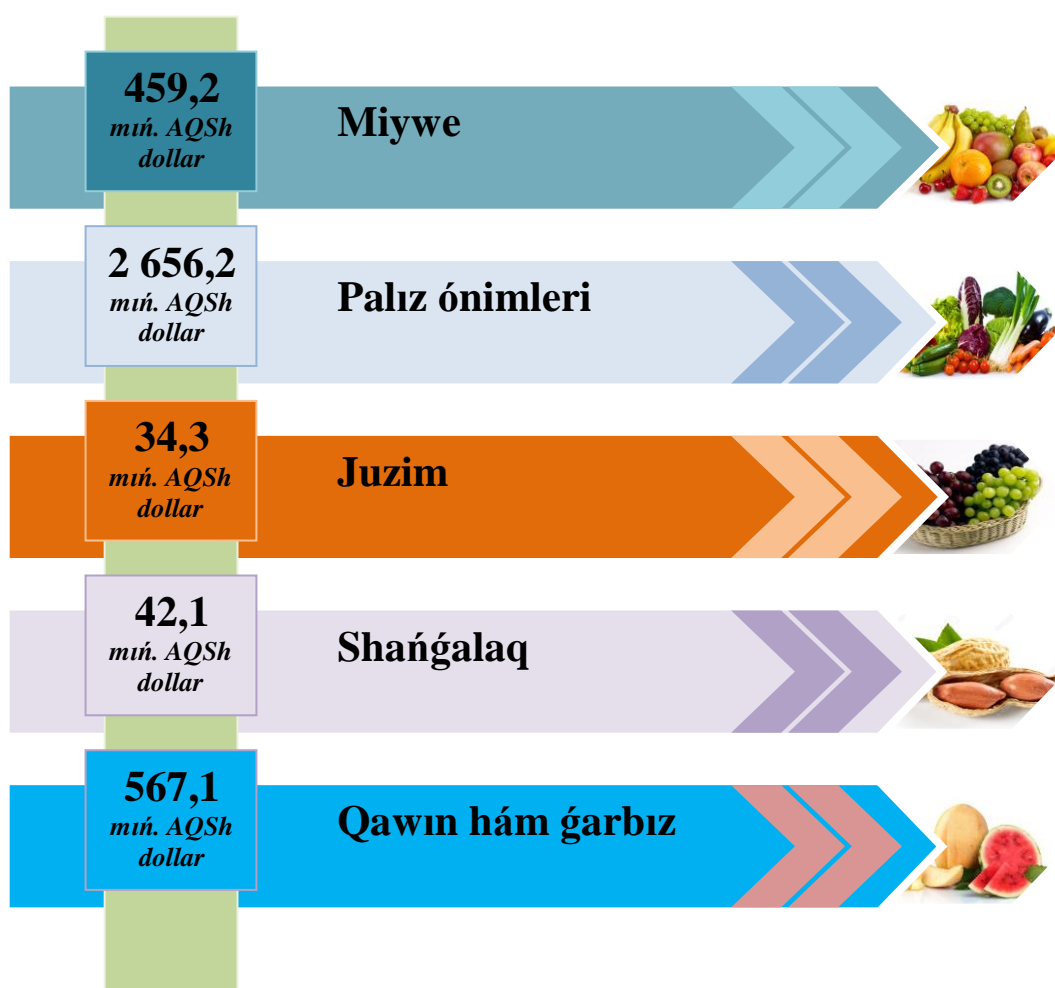 459,2
mıń. AQSh
dollar
Miywe
2 656,2
mıń. AQSh
dollar
Palız ónimleri
34,3
mıń. AQSh
dollar
Juzim
42,1
mıń. AQSh
dollar
Shańǵalaq
567,1
mıń. AQSh
dollar
Qawın hám ǵarbız